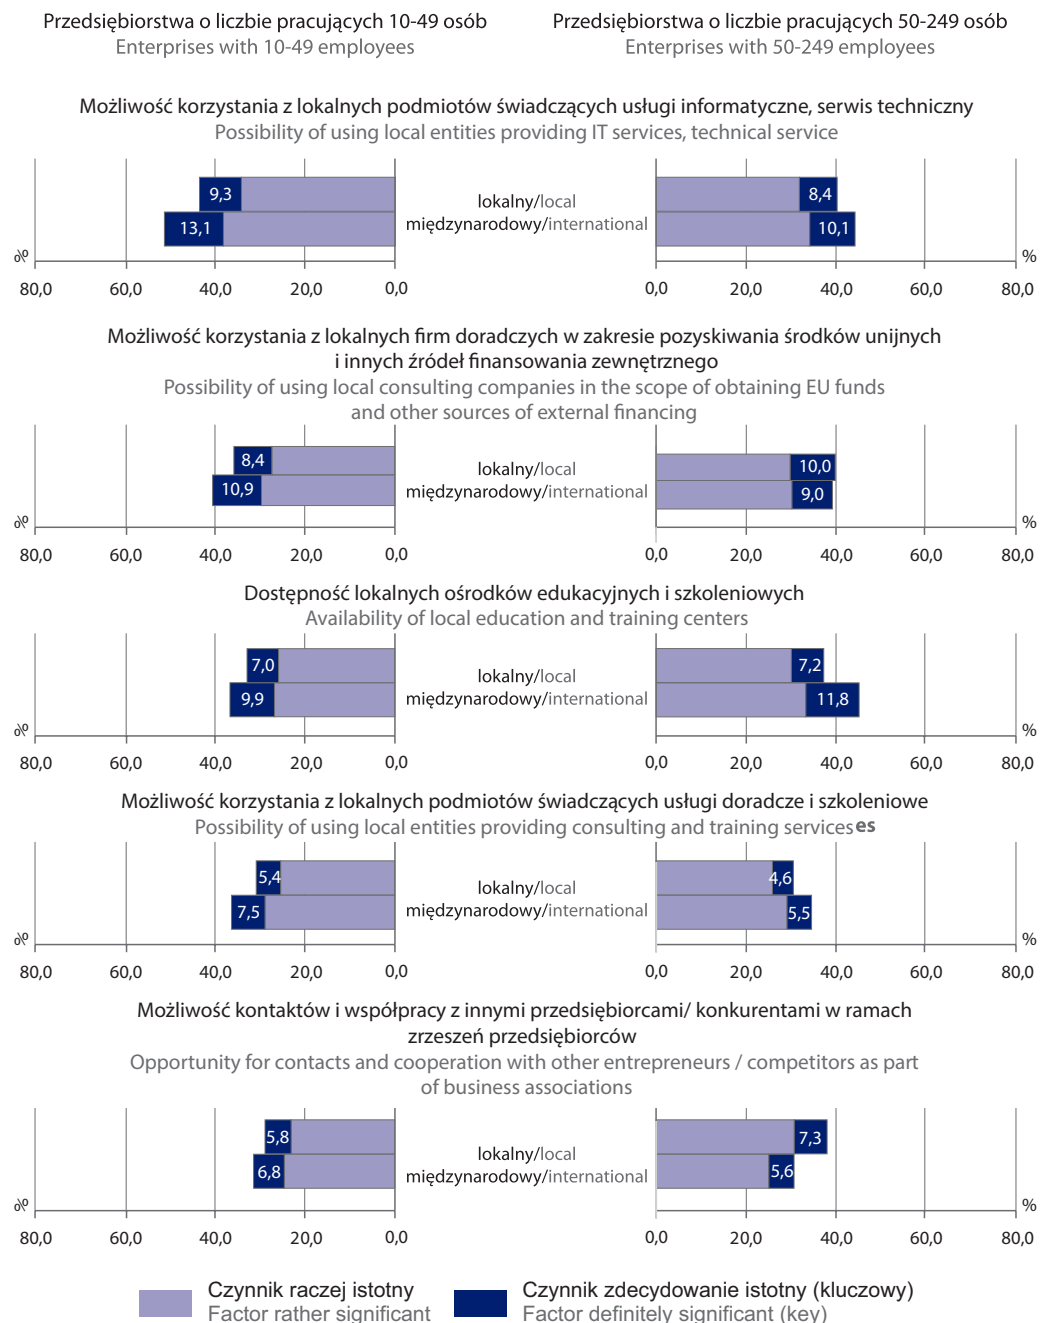 Przedsiębiorstwa o liczbie pracujących 10-49 osób
Enterprises with 10-49 employees
Przedsiębiorstwa o liczbie pracujących 50-249 osób
Enterprises with 50-249 employees
Możliwość korzystania z lokalnych podmiotów świadczących usługi informatyczne, serwis techniczny
Possibility of using local entities providing IT services, technical service
9,3
13,1
lokalny/local
międzynarodowy/international
8,4
10,1
%
80,0 60,0 40,0 20,0 0,0
%
0,0 20,0 40,0 60,0 80,0
Możliwość korzystania z lokalnych firm doradczych w zakresie pozyskiwania środków unijnych
i innych źródeł finansowania zewnętrznego
Possibility of using local consulting companies in the scope of obtaining EU funds
and other sources of external financing
8,4
10,9
lokalny/local
międzynarodowy/international
10,0
9,0
%
80,0 60,0 40,0 20,0 0,0
%
0,0 20,0 40,0 60,0 80,0
Dostępność lokalnych ośrodków edukacyjnych i szkoleniowych
Availability of local education and training centers
7,0
9,9
lokalny/local
międzynarodowy/international
7,2
11,8
%
80,0 60,0 40,0 20,0 0,0
%
0,0 20,0 40,0 60,0 80,0
Możliwość korzystania z lokalnych podmiotów świadczących usługi doradcze i szkoleniowe
Possibility of using local entities providing consulting and training services es
5,4
7,5
lokalny/local
międzynarodowy/international
4,6
5,5
%
80,0 60,0 40,0 20,0 0,0
%
0,0 20,0 40,0 60,0 80,0
Możliwość kontaktów i współpracy z innymi przedsiębiorcami/ konkurentami w ramach
zrzeszeń przedsiębiorców
Opportunity for contacts and cooperation with other entrepreneurs / competitors as part
of business associations
5,8
6,8
lokalny/local
międzynarodowy/international
7,3
5,6
%
80,0 60,0 40,0 20,0 0,0
%
0,0 20,0 40,0 60,0 80,0
Czynnik raczej istotny
Factor rather significant
Czynnik zdecydowanie istotny (kluczowy)
Factor definitely significant (key)